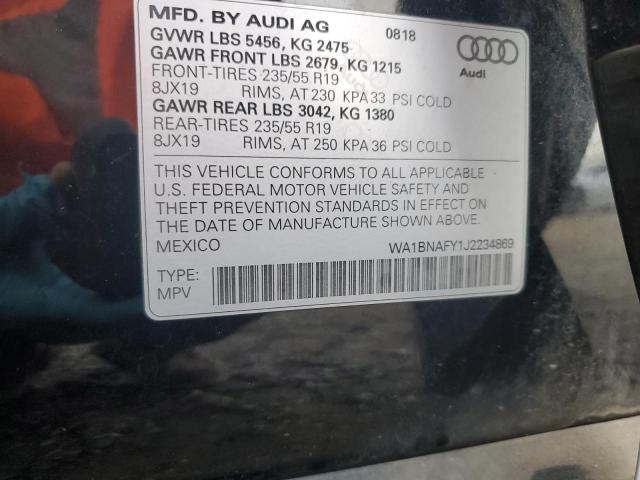 MFD. BY AUDI AG 0818
GVWR LBS 5456, KG 2475
GAWR FRONT LBS 2679, KG 1215
Audi
FRONT-TIRES 235/55 R19
8JX19 RIMS, AT 230 KPA 33 PSI COLD
GAWR REAR LBS 3042, KG 1380
REAR-TIRES 235/55 R19
8JX19 RIMS, AT 250 KPA 36 PSI COLD
THIS VEHICLE CONFORMS TO ALL APPLICABLE
U.S. FEDERAL MOTOR VEHICLE SAFETY AND
THEFT PREVENTION STANDARDS IN EFFECT ON
THE DATE OF MANUFACTURE SHOWN ABOVE.
MEXICO WA1BNAFY1J2234869
TYPE:
MPV